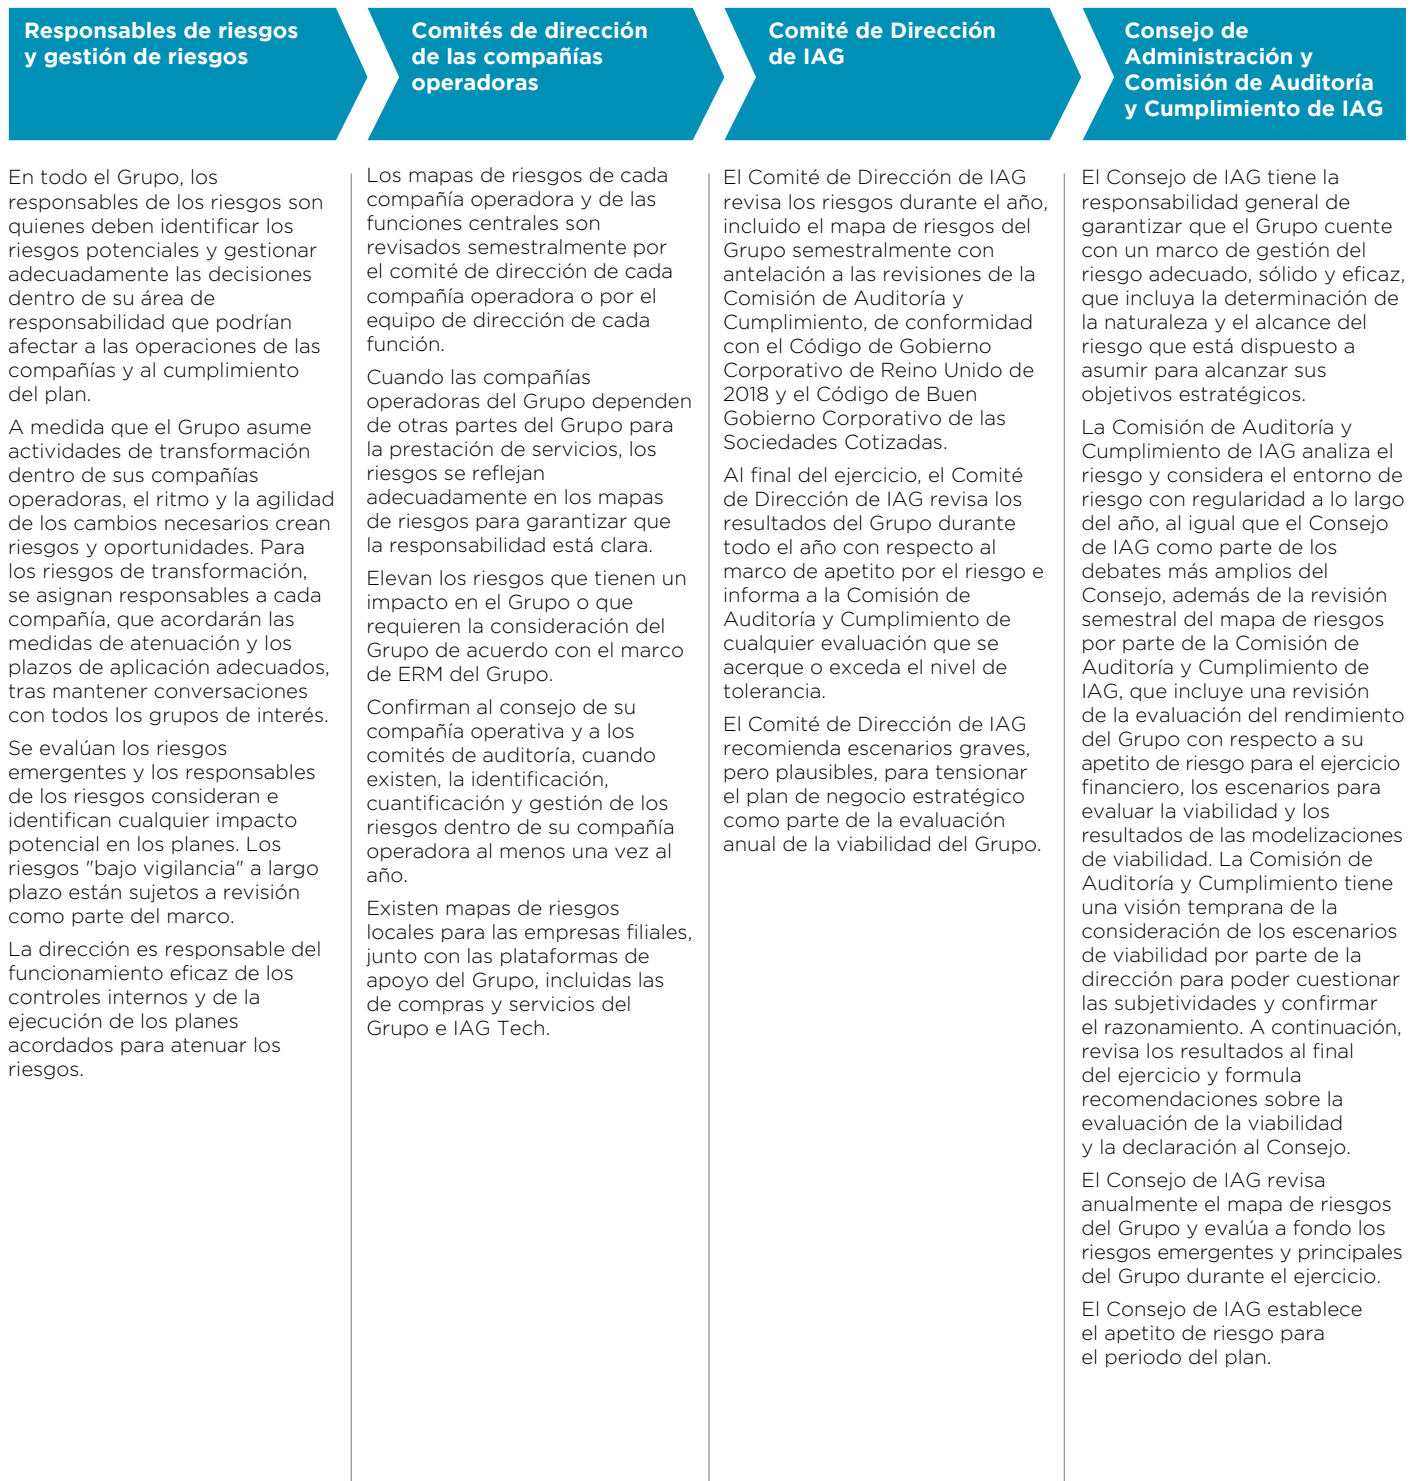 Responsables de riesgos
y gestión de riesgos
En todo el Grupo, los
responsables de los riesgos son
quienes deben identificar los
riesgos potenciales y gestionar
adecuadamente las decisiones
dentro de su área de
responsabilidad que podrían
afectar a las operaciones de las
compañías y al cumplimiento
del plan.
A medida que el Grupo asume
actividades de transformación
dentro de sus compañías
operadoras, el ritmo y la agilidad
de los cambios necesarios crean
riesgos y oportunidades. Para
los riesgos de transformación,
se asignan responsables a cada
compañía, que acordarán las
medidas de atenuación y los
plazos de aplicación adecuados,
tras mantener conversaciones
con todos los grupos de interés.
Se evalúan los riesgos
emergentes y los responsables
de los riesgos consideran e
identifican cualquier impacto
potencial en los planes. Los
riesgos "bajo vigilancia" a largo
plazo están sujetos a revisión
como parte del marco.
La dirección es responsable del
funcionamiento eficaz de los
controles internos y de la
ejecución de los planes
acordados para atenuar los
riesgos.
Comités de dirección
de las compañías
operadoras
Los mapas de riesgos de cada
compañía operadora y de las
funciones centrales son
revisados semestralmente por
el comité de dirección de cada
compañía operadora o por el
equipo de dirección de cada
función.
Cuando las compañías
operadoras del Grupo dependen
de otras partes del Grupo para
la prestación de servicios, los
riesgos se reflejan
adecuadamente en los mapas
de riesgos para garantizar que
la responsabilidad está clara.
Elevan los riesgos que tienen un
impacto en el Grupo o que
requieren la consideración del
Grupo de acuerdo con el marco
de ERM del Grupo.
Confirman al consejo de su
compañía operativa y a los
comités de auditoría, cuando
existen, la identificación,
cuantificación y gestión de los
riesgos dentro de su compañía
operadora al menos una vez al
año.
Existen mapas de riesgos
locales para las empresas filiales,
junto con las plataformas de
apoyo del Grupo, incluidas las
de compras y servicios del
Grupo e IAG Tech.
Comité de Dirección
de IAG
El Comité de Dirección de IAG
revisa los riesgos durante el año,
incluido el mapa de riesgos del
Grupo semestralmente con
antelación a las revisiones de la
Comisión de Auditoría y
Cumplimiento, de conformidad
con el Código de Gobierno
Corporativo de Reino Unido de
2018 y el Código de Buen
Gobierno Corporativo de las
Sociedades Cotizadas.
Al final del ejercicio, el Comité
de Dirección de IAG revisa los
resultados del Grupo durante
todo el año con respecto al
marco de apetito por el riesgo e
informa a la Comisión de
Auditoría y Cumplimiento de
cualquier evaluación que se
acerque o exceda el nivel de
tolerancia.
El Comité de Dirección de IAG
recomienda escenarios graves,
pero plausibles, para tensionar
el plan de negocio estratégico
como parte de la evaluación
anual de la viabilidad del Grupo.
Consejo de
Administración y
Comisión de Auditoría
y Cumplimiento de IAG
El Consejo de IAG tiene la
responsabilidad general de
garantizar que el Grupo cuente
con un marco de gestión del
riesgo adecuado, sólido y eficaz,
que incluya la determinación de
la naturaleza y el alcance del
riesgo que está dispuesto a
asumir para alcanzar sus
objetivos estratégicos.
La Comisión de Auditoría y
Cumplimiento de IAG analiza el
riesgo y considera el entorno de
riesgo con regularidad a lo largo
del año, al igual que el Consejo
de IAG como parte de los
debates más amplios del
Consejo, además de la revisión
semestral del mapa de riesgos
por parte de la Comisión de
Auditoría y Cumplimiento de
IAG, que incluye una revisión
de la evaluación del rendimiento
del Grupo con respecto a su
apetito de riesgo para el ejercicio
financiero, los escenarios para
evaluar la viabilidad y los
resultados de las modelizaciones
de viabilidad. La Comisión de
Auditoría y Cumplimiento tiene
una visión temprana de la
consideración de los escenarios
de viabilidad por parte de la
dirección para poder cuestionar
las subjetividades y confirmar
el razonamiento. A continuación,
revisa los resultados al final
del ejercicio y formula
recomendaciones sobre la
evaluación de la viabilidad
y la declaración al Consejo.
El Consejo de IAG revisa
anualmente el mapa de riesgos
del Grupo y evalúa a fondo los
riesgos emergentes y principales
del Grupo durante el ejercicio.
El Consejo de IAG establece
el apetito de riesgo para
el periodo del plan.